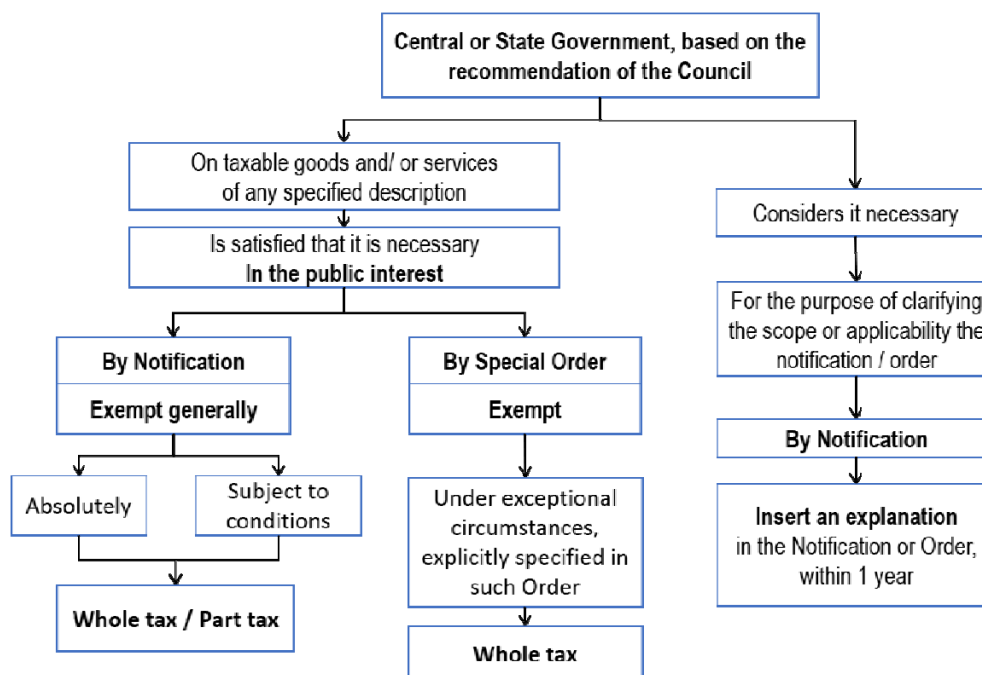 Central or State Government, based on the
recommendation of the Council
On taxable goods and/ or services
of any specified description
Is satisfied that it is necessary
In the public interest
By Notification
Exempt generally
Absolutely
Subject to
conditions
Whole tax / Part tax
By Special Order
Exempt
Under exceptional
circumstances,
explicitly specified in
such Order
Whole tax
Considers it necessary
For the purpose of clarifying
the scope or applicability the
notification / order
By Notification
Insert an explanation
in the Notification or Order,
within 1 year